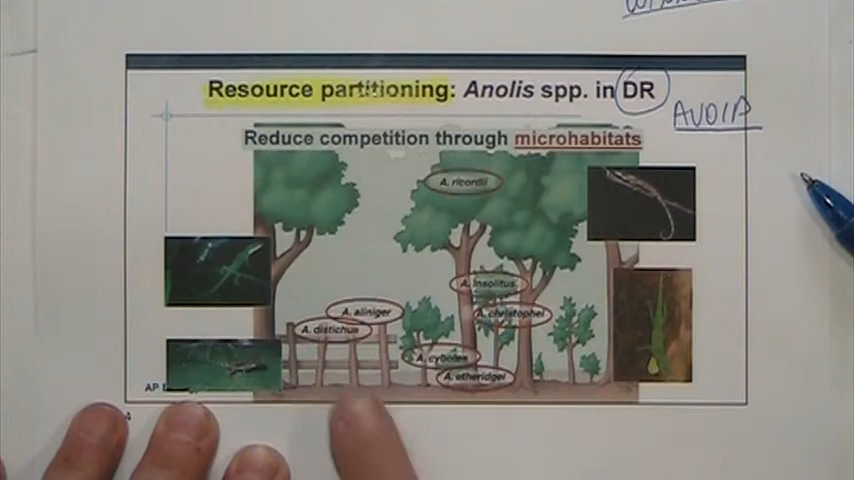 Resource partitioning: Anolis spp. in DR
AVOID
Reduce competition through microhabitats
A. ricordii
A. insolitus
A. aliniger
A. christophei
A. distichus
A. cybotes
A. etheridgei
AP
4